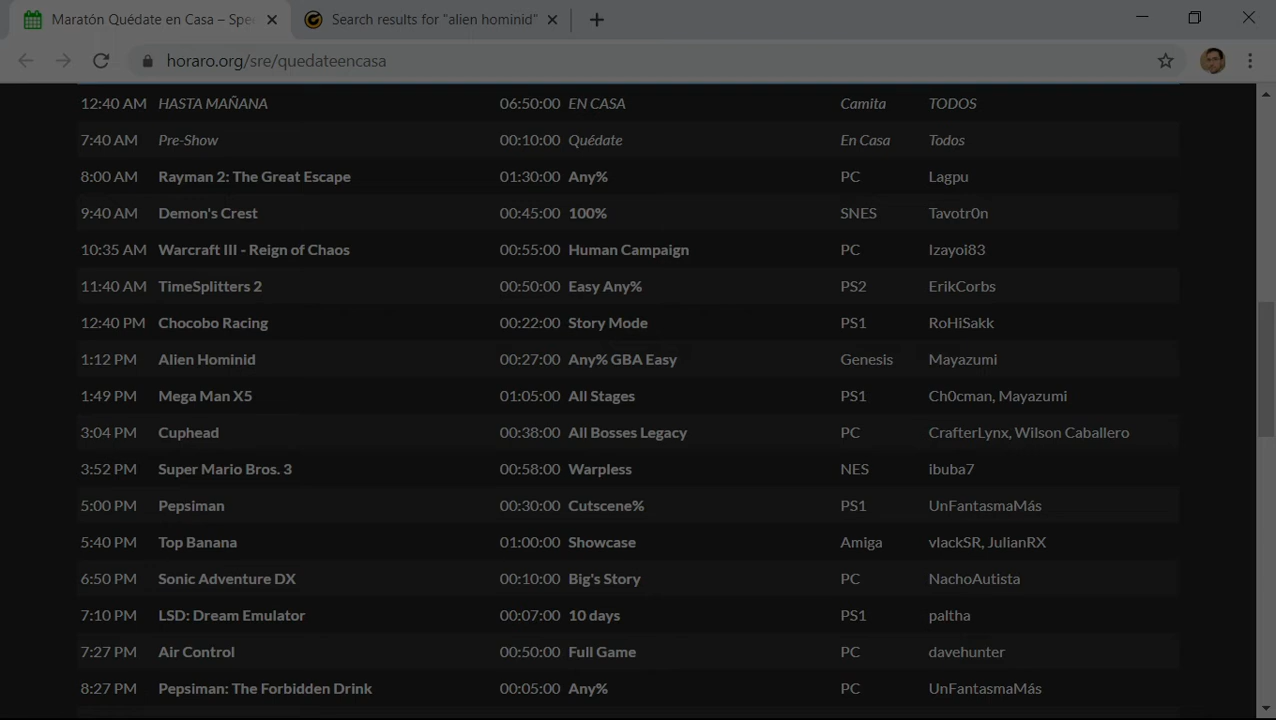 Maratón Quédate en Casa – Spee
Search results for "alien hominid"
horaro.org/sre/quedateencasa
12:40 AM HASTA MAÑANA 06:50:00 EN CASA Camita TODOS
7:40 AM Pre-Show 00:10:00 Quédate En Casa Todos
8:00 AM Rayman 2: The Great Escape 01:30:00 Any% PC Lagpu
9:40 AM Demon's Crest 00:45:00 100% SNES Tavotr0n
10:35 AM Warcraft III - Reign of Chaos 00:55:00 Human Campaign PC Izayoi83
11:40 AM TimeSplitters 2 00:50:00 Easy Any% PS2 ErikCorbs
12:40 PM Chocobo Racing 00:22:00 Story Mode PS1 RoHiSakk
1:12 PM Alien Hominid 00:27:00 Any% GBA Easy Genesis Mayazumi
1:49 PM Mega Man X5 01:05:00 All Stages PS1 Ch0cman, Mayazumi
3:04 PM Cuphead 00:38:00 All Bosses Legacy PC CrafterLynx, Wilson Caballero
3:52 PM Super Mario Bros. 3 00:58:00 Warpless NES ibuba7
5:00 PM Pepsiman 00:30:00 Cutscene% PS1 UnFantasmaMás
5:40 PM Top Banana 01:00:00 Showcase Amiga vlackSR, JulianRX
6:50 PM Sonic Adventure DX 00:10:00 Big's Story PC NachoAutista
7:10 PM LSD: Dream Emulator 00:07:00 10 days PS1 paltha
7:27 PM Air Control 00:50:00 Full Game PC davehunter
8:27 PM Pepsiman: The Forbidden Drink 00:05:00 Any% PC UnFantasmaMás